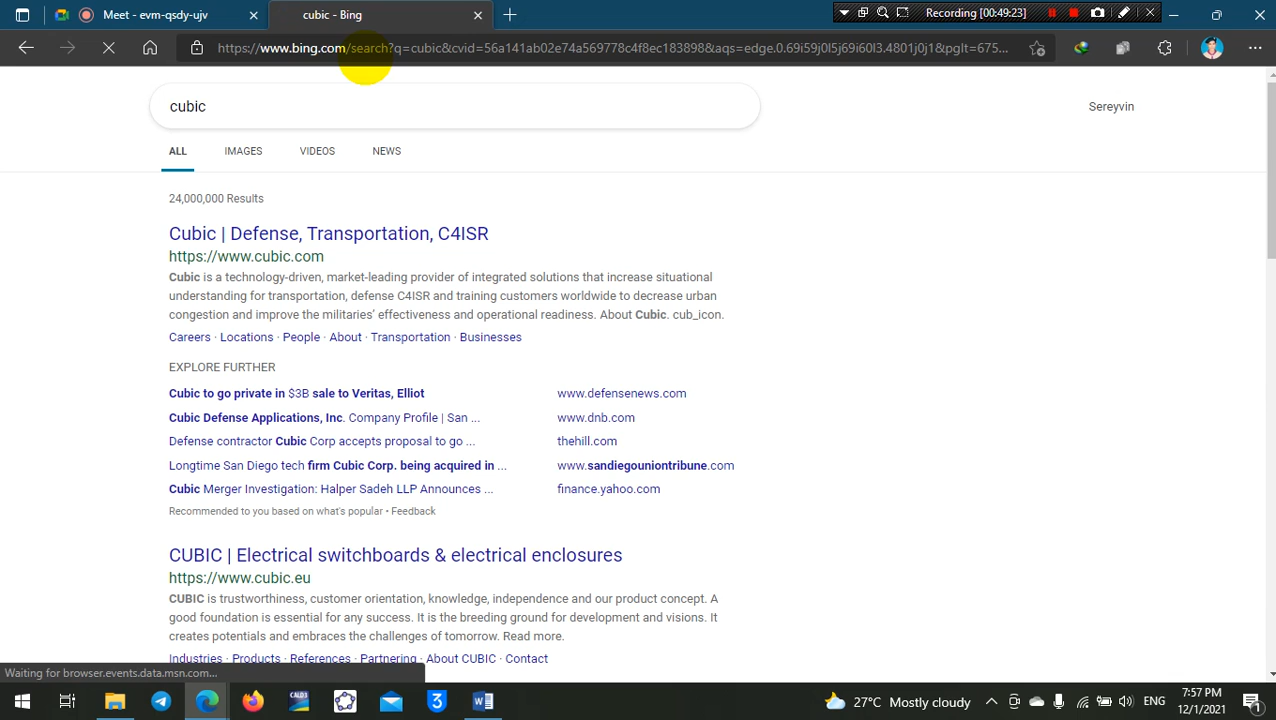 Meet - evm-qsdy-ujv
cubic - Bing
Recording [00:49:23]
https://www.bing.com/search?q=cubic&cvid=56a141ab02e74a569778c4f8ec183898&aqs=edge.0.69i59j0l5j69i60l3.4801j0j1&pglt=675...
cubic
Sereyvin
ALL IMAGES VIDEOS NEWS
24,000,000 Results
Cubic | Defense, Transportation, C4ISR
https://www.cubic.com
Cubic is a technology-driven, market-leading provider of integrated solutions that increase situational
understanding for transportation, defense C4ISR and training customers worldwide to decrease urban
congestion and improve the militaries' effectiveness and operational readiness. About Cubic. cub_icon.
Careers · Locations · People · About · Transportation · Businesses
EXPLORE FURTHER
Cubic to go private in $3B sale to Veritas, Elliot www.defensenews.com
Cubic Defense Applications, Inc. Company Profile | San ... www.dnb.com
Defense contractor Cubic Corp accepts proposal to go ... thehill.com
Longtime San Diego tech firm Cubic Corp. being acquired in ... www.sandiegouniontribune.com
Cubic Merger Investigation: Halper Sadeh LLP Announces ... finance.yahoo.com
Recommended to you based on what's popular • Feedback
CUBIC | Electrical switchboards & electrical enclosures
https://www.cubic.eu
CUBIC is trustworthiness, customer orientation, knowledge, independence and our product concept. A
good foundation is essential for any success. It is the breeding ground for development and visions. It
creates potentials and embraces the challenges of tomorrow. Read more.
Industries · Products · References · Partnering · About CUBIC · Contact
Waiting for browser.events.data.msn.com...
CALD3
3
27°C Mostly cloudy
ENG
7:57 PM
12/1/2021
1